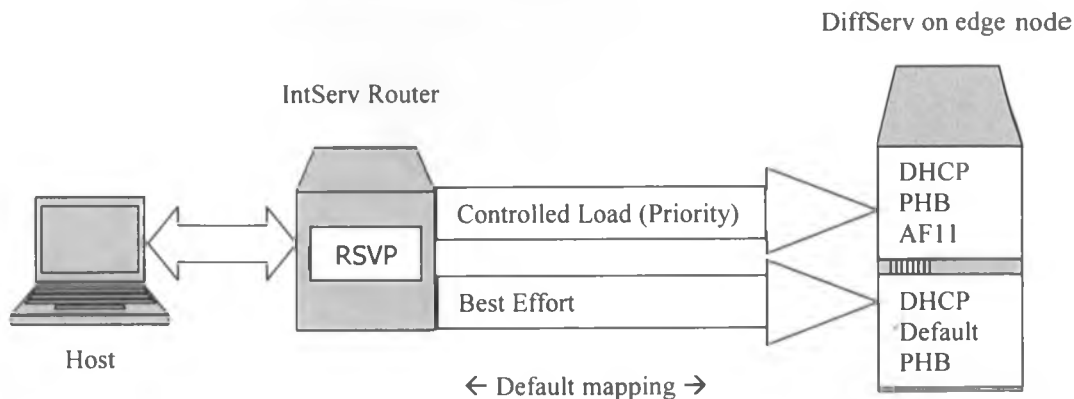 DiffServ on edge node
IntServ Router
DHCP
PHB
AF11
Controlled Load (Priority)
RSVP
Best Effort
DHCP
Default
PHB
Host
← Default mapping →